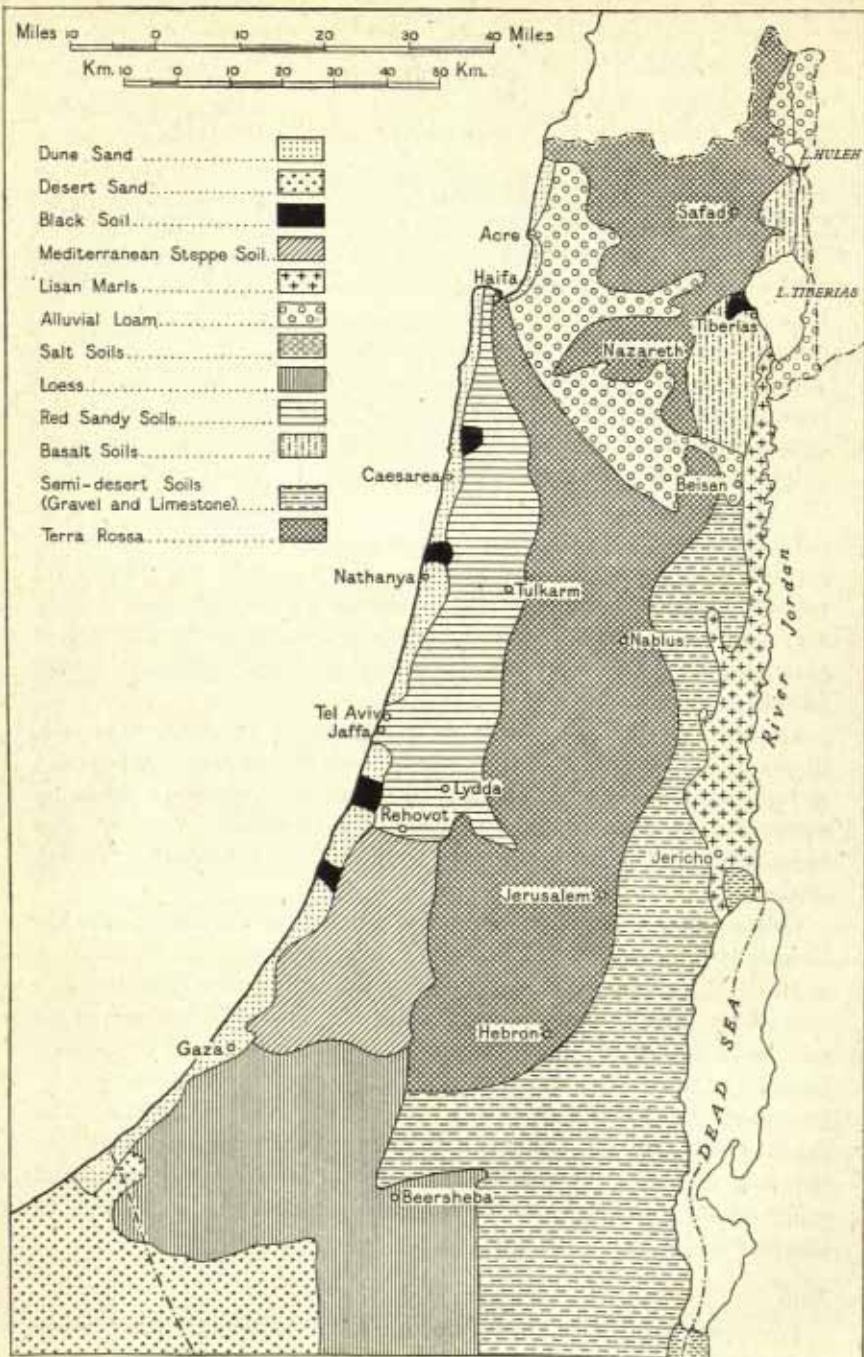 Miles 10 0 10 20 30 40 Miles
Km. 10 0 10 20 30 40 50 Km.
Dune Sand
Desert Sand
Black Soil
Mediterranean Steppe Soil
Lisan Marls
Alluvial Loam
Salt Soils
Loess
Red Sandy Soils
Basalt Soils
Semi-desert Soils
(Gravel and Limestone)
Terra Rossa
L. HULEH
Safad
Acre
Haifa
L. TIBERIAS
Tiberias
Nazareth
Caesarea
Beisan
Nathanya
Tulkarm
Nablus
River Jordan
Tel Aviv
Jaffa
Lydda
Rehovot
Jericho
Jerusalem
Hebron
Gaza
DEAD SEA
Beersheba